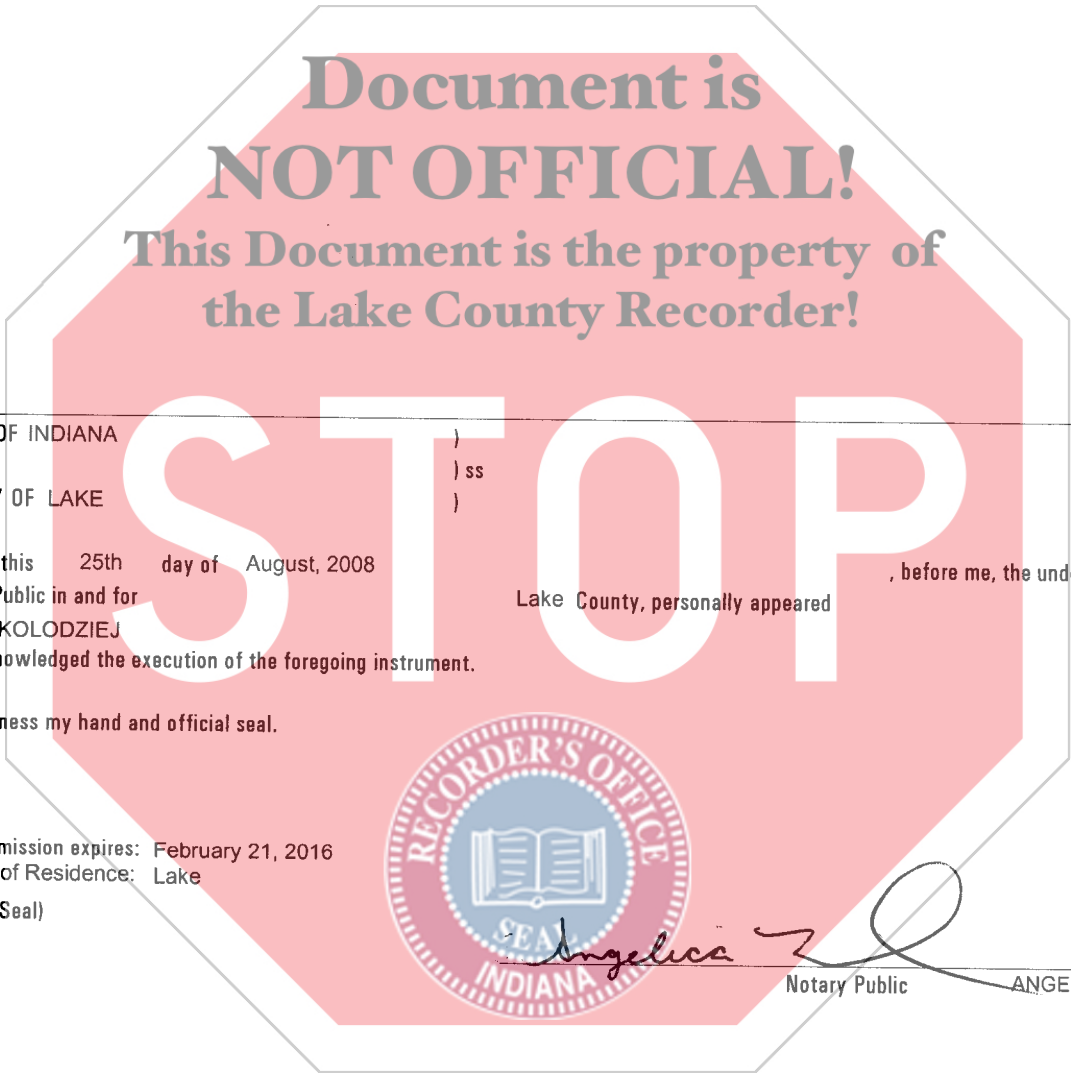 Document is
NOT OFFICIAL!
This Document is the property of
the Lake County Recorder!
STOP
OF INDIANA )
) ss
OF LAKE )
this 25th day of August, 2008 , before me, the und
Public in and for Lake County, personally appeared
KOLODZIEJ
nowledged the execution of the foregoing instrument.
ness my hand and official seal.
RECORDER'S OFFICE
mission expires: February 21, 2016
of Residence: Lake
Seal)
SEAL
INDIANA
Angelica
Notary Public ANGE